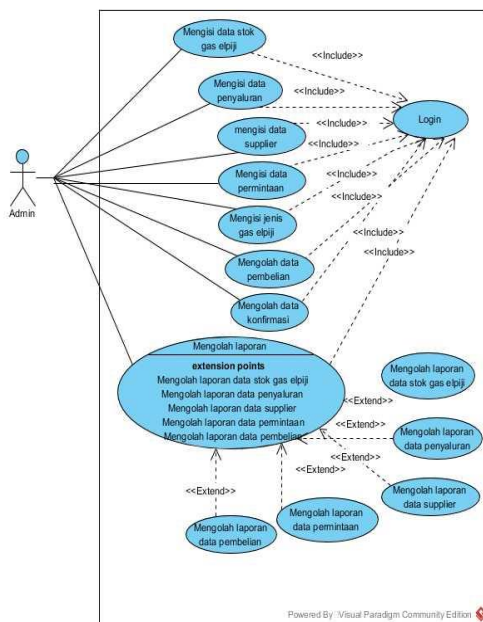 Mengisi data stok
gas elpiji
<<Include>>
Mengisi data
penyaluran
<<Include>>
Login
mengisi data
supplier
<<Include>>
Mengisi data
permintaan
<<Include>>
Admin
Mengisi jenis
gas elpiji
<<Include>>
<<Include>>
Mengolah data
pembelian
<<Include>>
<<Include>>
Mengolah data
konfirmasi
Mengolah laporan
extension points
Mengolah laporan data stok gas elpiji
Mengolah laporan data penyaluran
Mengolah laporan data supplier
Mengolah laporan data permintaan
Mengolah laporan data pembelian
Mengolah laporan
data stok gas elpiji
<<Extend>>
<<Extend>>
Mengolah laporan
data penyaluran
<<Extend>>
<<Extend>>
Mengolah laporan
data supplier
<<Extend>>
Mengolah laporan
data permintaan
Mengolah laporan
data pembelian
Powered By Visual Paradigm Community Edition